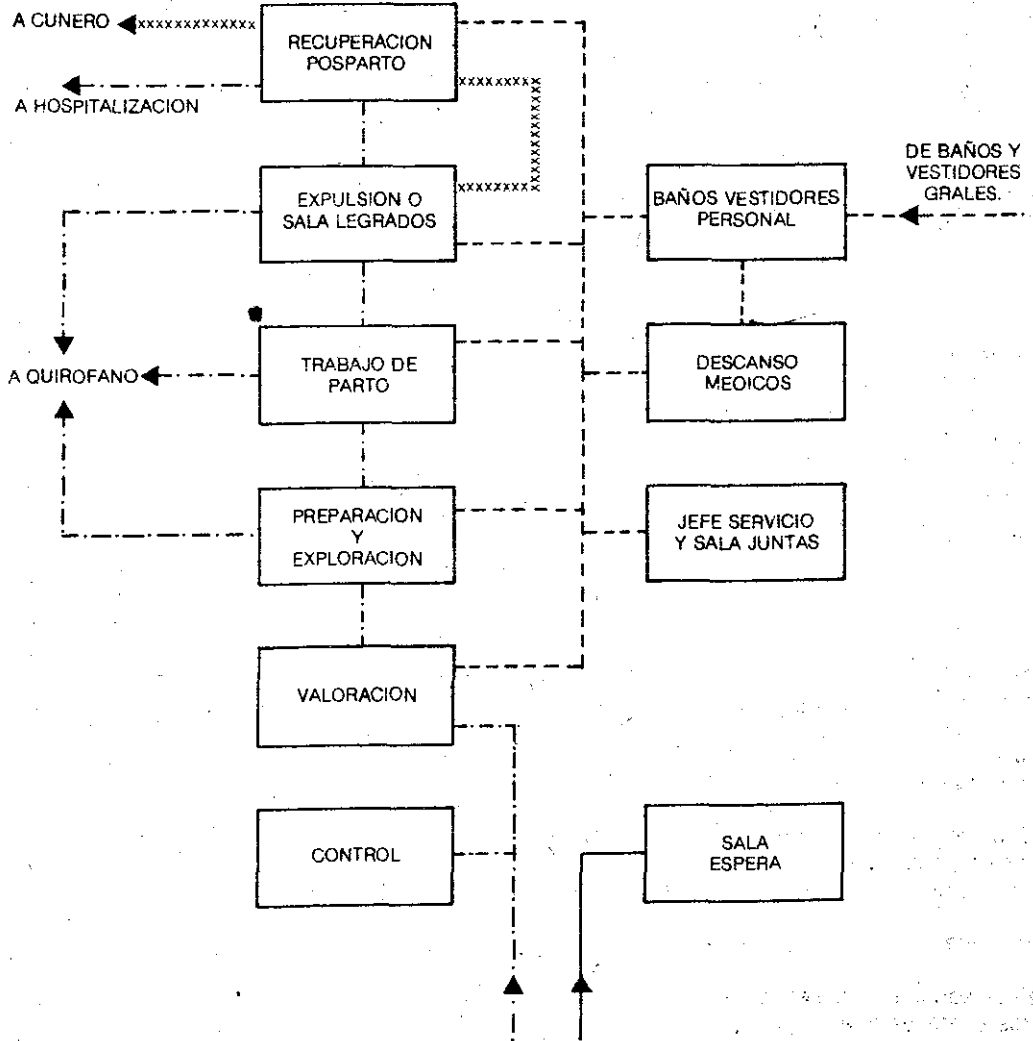 A CUNERO
RECUPERACION
POSPARTO
A HOSPITALIZACION
EXPULSION O
SALA LEGRADOS
BAÑOS VESTIDORES
PERSONAL
DE BAÑOS Y
VESTIDORES
GRALES.
A QUIROFANO
TRABAJO DE
PARTO
DESCANSO
MEDICOS
PREPARACION
Y
EXPLORACION
JEFE SERVICIO
Y SALA JUNTAS
VALORACION
CONTROL
SALA
ESPERA